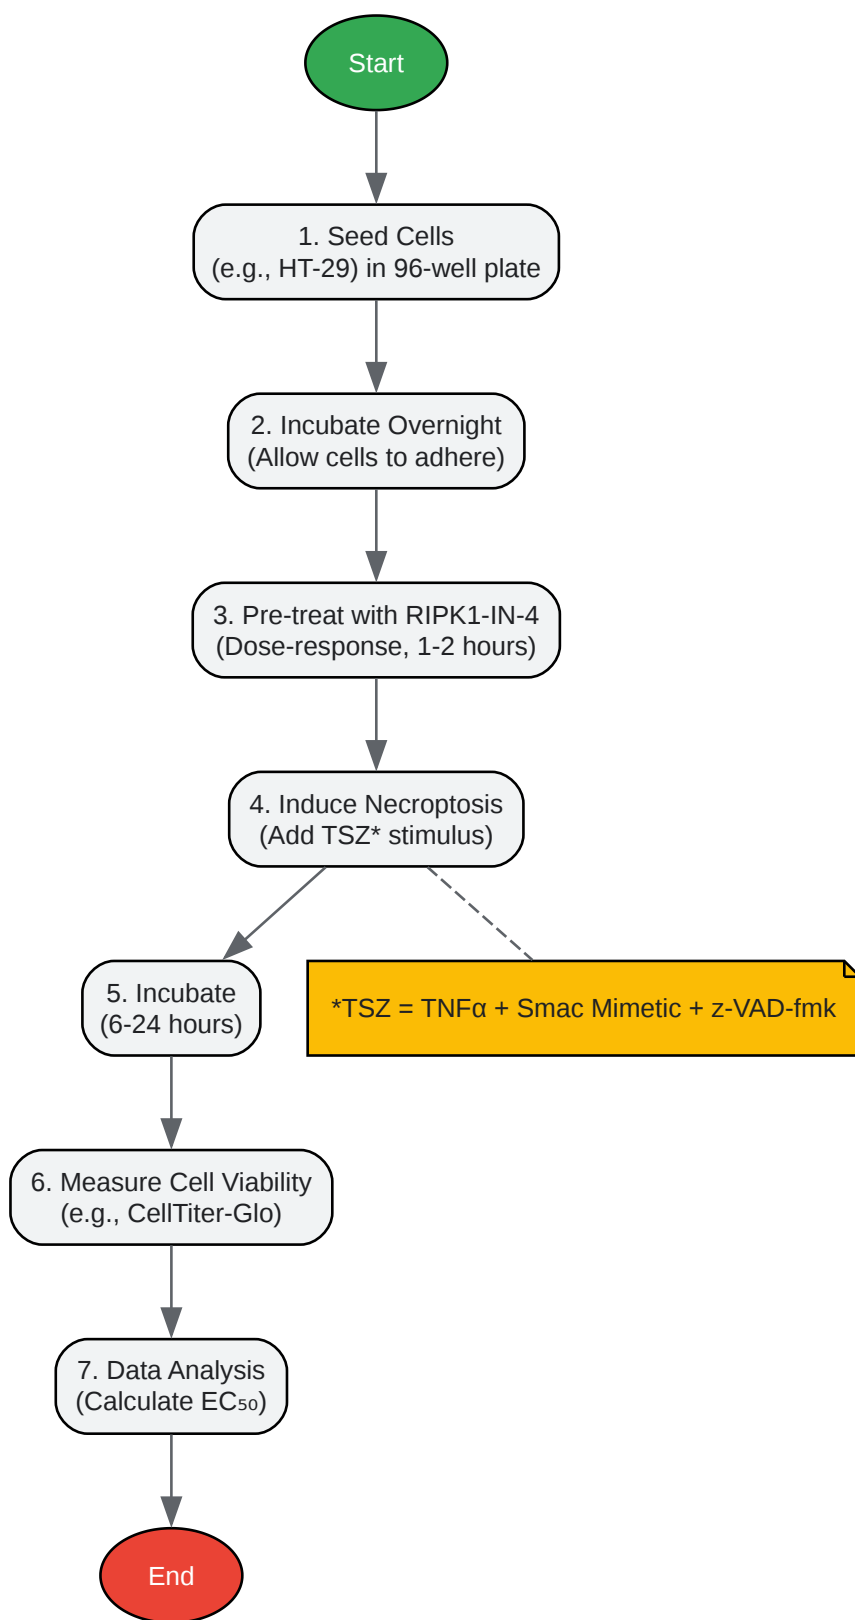 Start
1. Seed Cells
(e.g., HT-29) in 96-well plate
2. Incubate Overnight
(Allow cells to adhere)
3. Pre-treat with RIPK1-IN-4
(Dose-response, 1-2 hours)
4. Induce Necroptosis
(Add TSZ* stimulus)
5. Incubate
(6-24 hours)
*TSZ = TNFα + Smac Mimetic + z-VAD-fmk
6. Measure Cell Viability
(e.g., CellTiter-Glo)
7. Data Analysis
(Calculate EC₅₀)
End